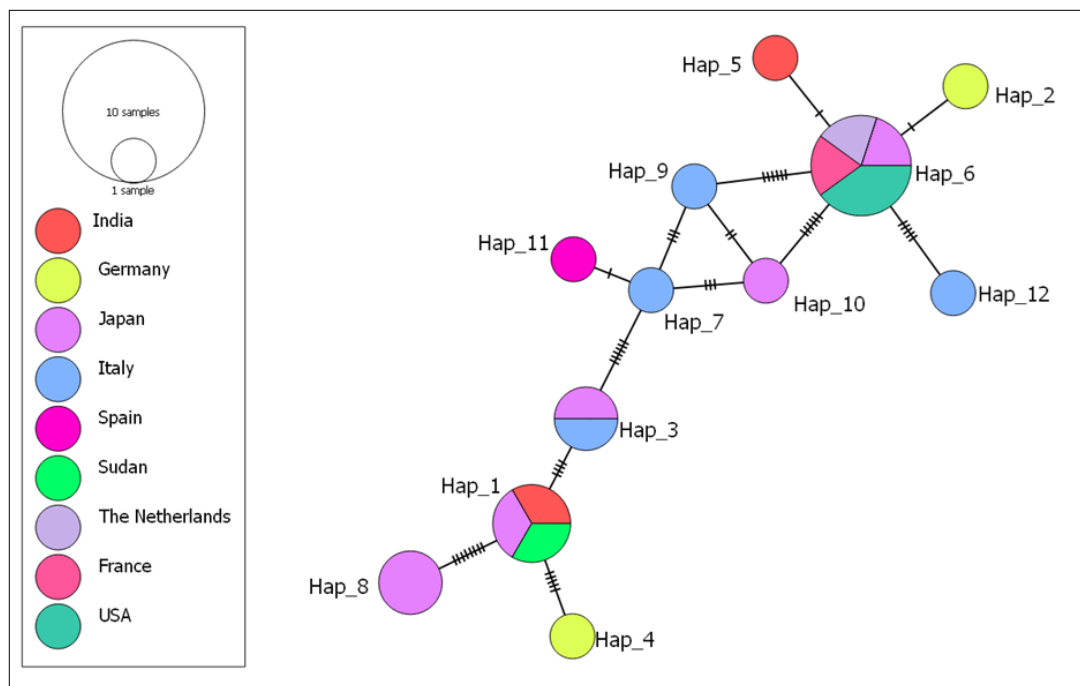 10 samples
1 sample
India
Germany
Japan
Italy
Spain
Sudan
The Netherlands
France
USA
Hap_5
Hap_2
Hap_9
Hap_6
Hap_11
Hap_10
Hap_12
Hap_7
Hap_3
Hap_1
Hap_8
Hap_4